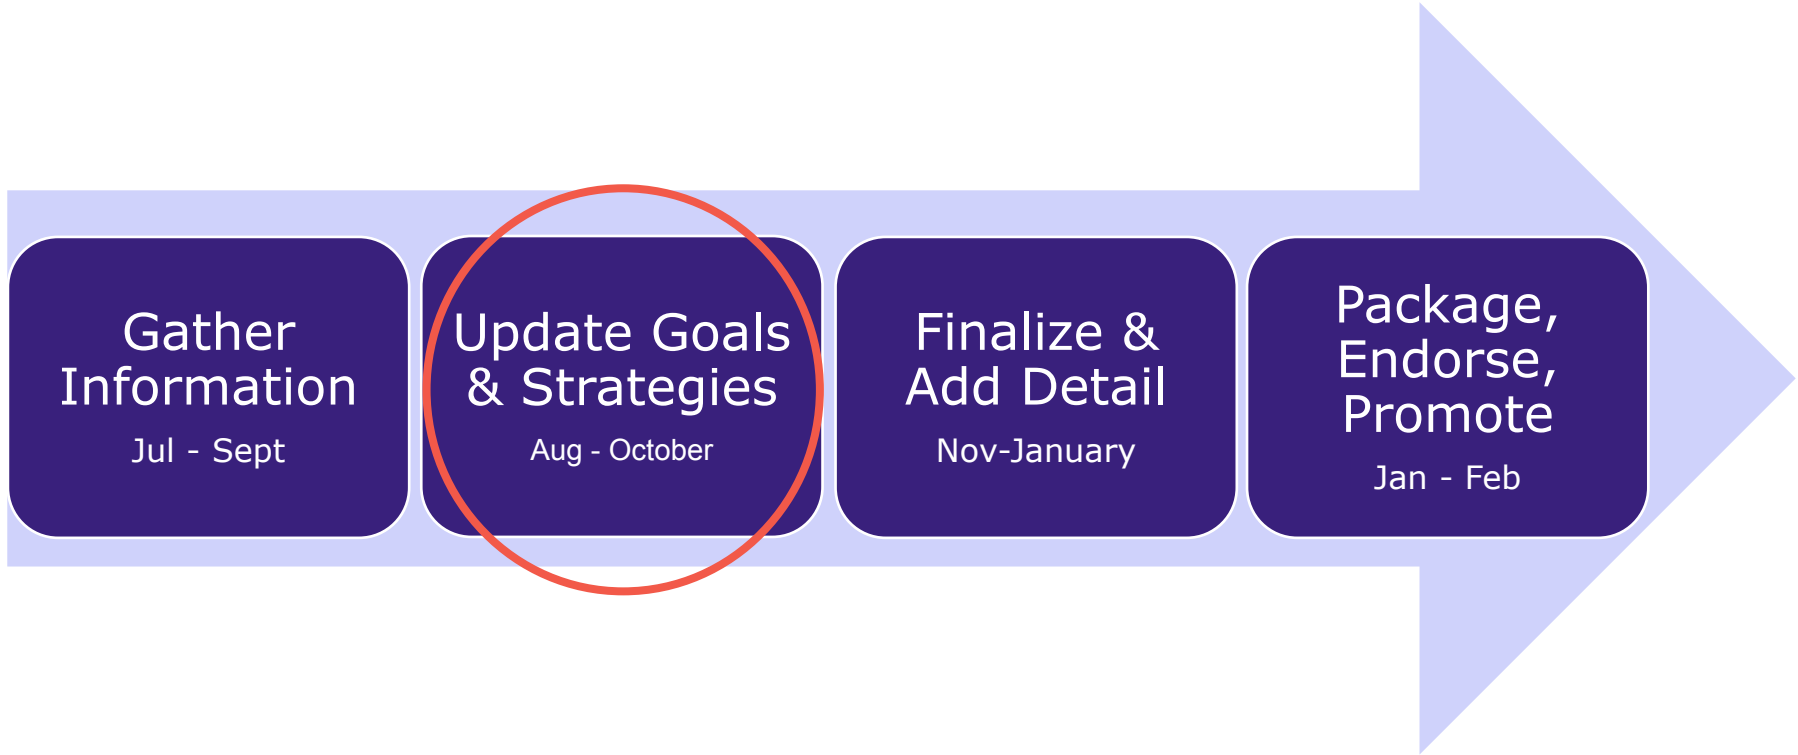 Gather
Information
Jul - Sept
Update Goals
& Strategies
Aug - October
Finalize &
Add Detail
Nov-January
Package,
Endorse,
Promote
Jan - Feb